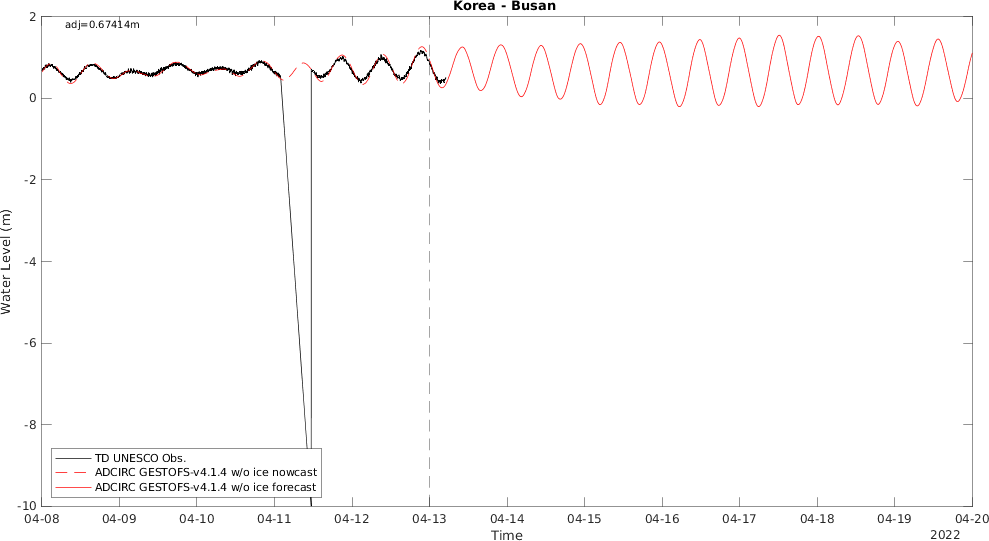 Korea - Busan
adj=0.67414m
2
0
-2
-4
-6
-8
-10
Water Level (m)
TD UNESCO Obs.
ADCIRC GESTOFS-v4.1.4 w/o ice nowcast
ADCIRC GESTOFS-v4.1.4 w/o ice forecast
04-08 04-09 04-10 04-11 04-12 04-13 04-14 04-15 04-16 04-17 04-18 04-19 04-20
Time
2022